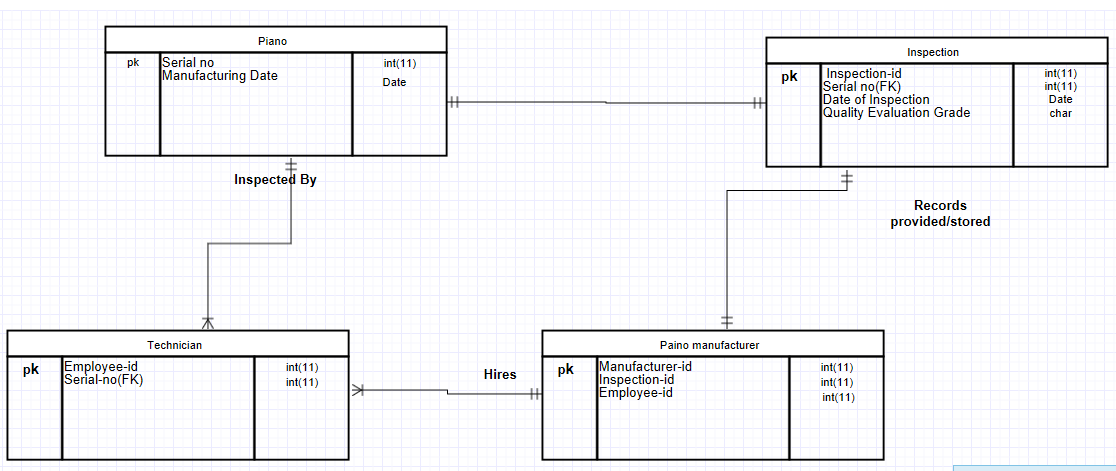 Piano
pk Serial no int(11)
Manufacturing Date Date
Inspection
pk Inspection-id int(11)
Serial no(FK) int(11)
Date of Inspection Date
Quality Evaluation Grade char
Inspected By
Records
provided/stored
Technician
pk Employee-id int(11)
Serial-no(FK) int(11)
Hires
Paino manufacturer
pk Manufacturer-id int(11)
Inspection-id int(11)
Employee-id int(11)